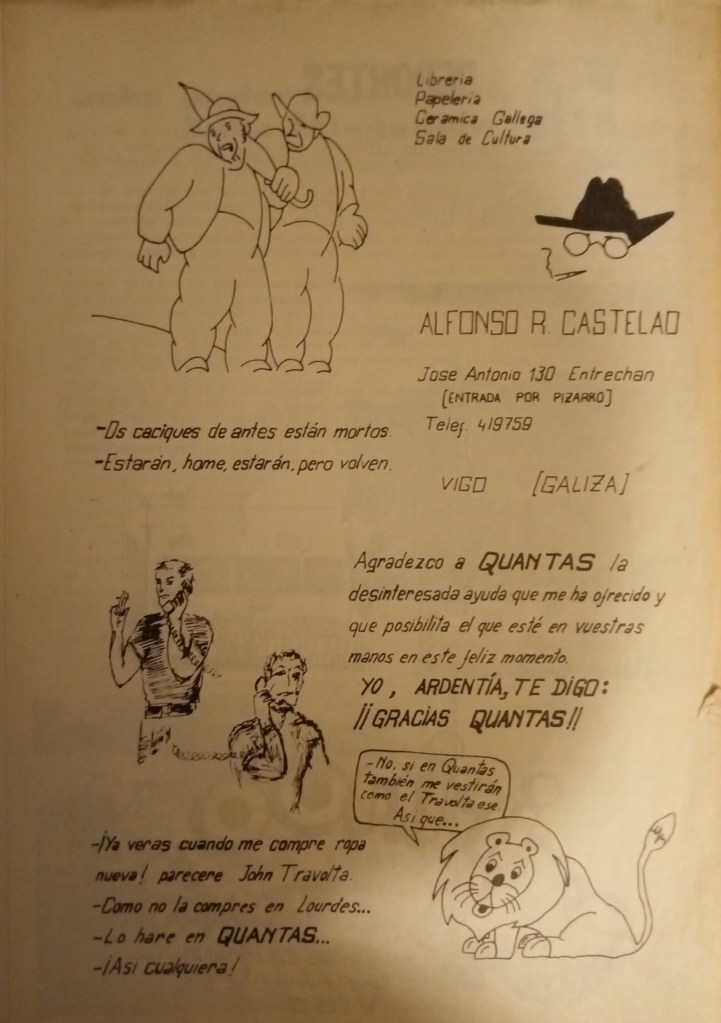 Libreria
Papeleria
Ceramica Gallega
Sala de Cultura
ALFONSO R. CASTELAO
Jose Antonio 130 Entrechan
[ENTRADA POR PIZARRO]
Telef. 419759
VIGO [GALIZA]
-Os caciques de antes están mortos.
-Estarán, home, estarán, pero volven.
Agradezco a QUANTAS la
desinteresada ayuda que me ha ofrecido y
que posibilita el que esté en vuestras
manos en este feliz momento.
YO, ARDENTÍA, TE DIGO:
¡¡GRACIAS QUANTAS!!
-No, si en Quantas
también me vestirán
como el Travolta ese.
Asi que...
-¡Ya veras cuando me compre ropa
nueva! parecere John Travolta.
-Como no la compres en Lourdes...
-Lo hare en QUANTAS...
-¡Asi cualquiera!